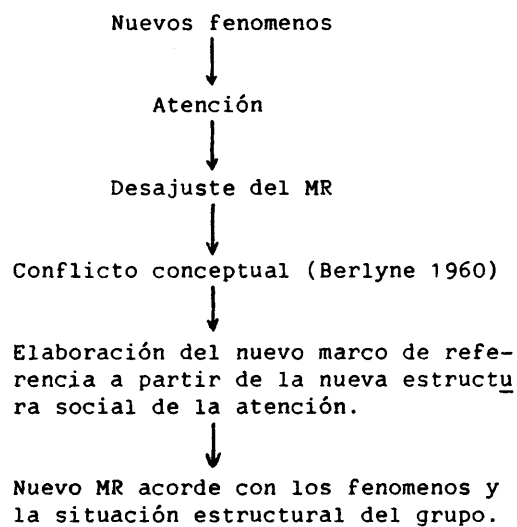 Nuevos fenomenos
Atención
Desajuste del MR
Conflicto conceptual (Berlyne 1960)
Elaboración del nuevo marco de refe-
rencia a partir de la nueva estructu
ra social de la atención.
Nuevo MR acorde con los fenomenos y
la situación estructural del grupo.